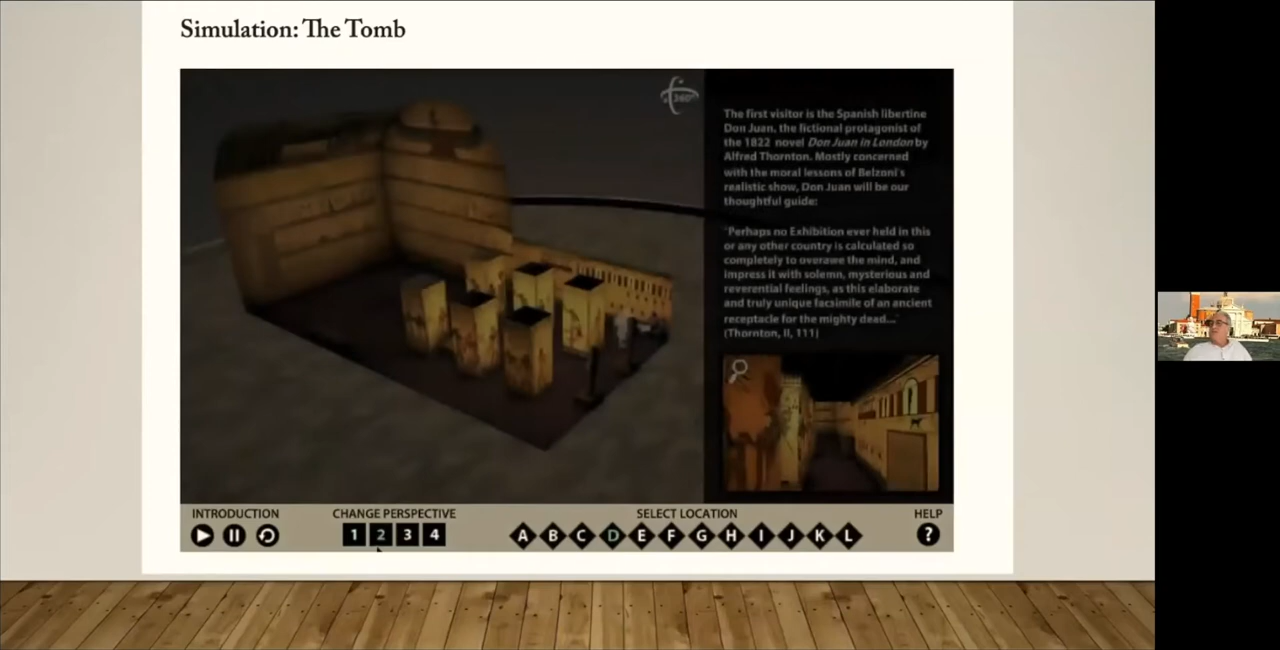 Simulation: The Tomb
360°
The first visitor is the Spanish libertine
Don Juan, the fictional protagonist of
the 1822 novel Don Juan in London by
Alfred Thornton. Mostly concerned
with the moral lessons of Belzoni's
realistic show, Don Juan will be our
thoughtful guide:
"Perhaps no Exhibition ever held in this
or any other country is calculated so
completely to overawe the mind, and
impress it with solemn, mysterious and
reverential feelings, as this elaborate
and truly unique facsimile of an ancient
receptacle for the mighty dead..."
(Thornton, II, 111)
INTRODUCTION CHANGE PERSPECTIVE SELECT LOCATION HELP
1 2 3 4 A B C D E F G H I J K L ?